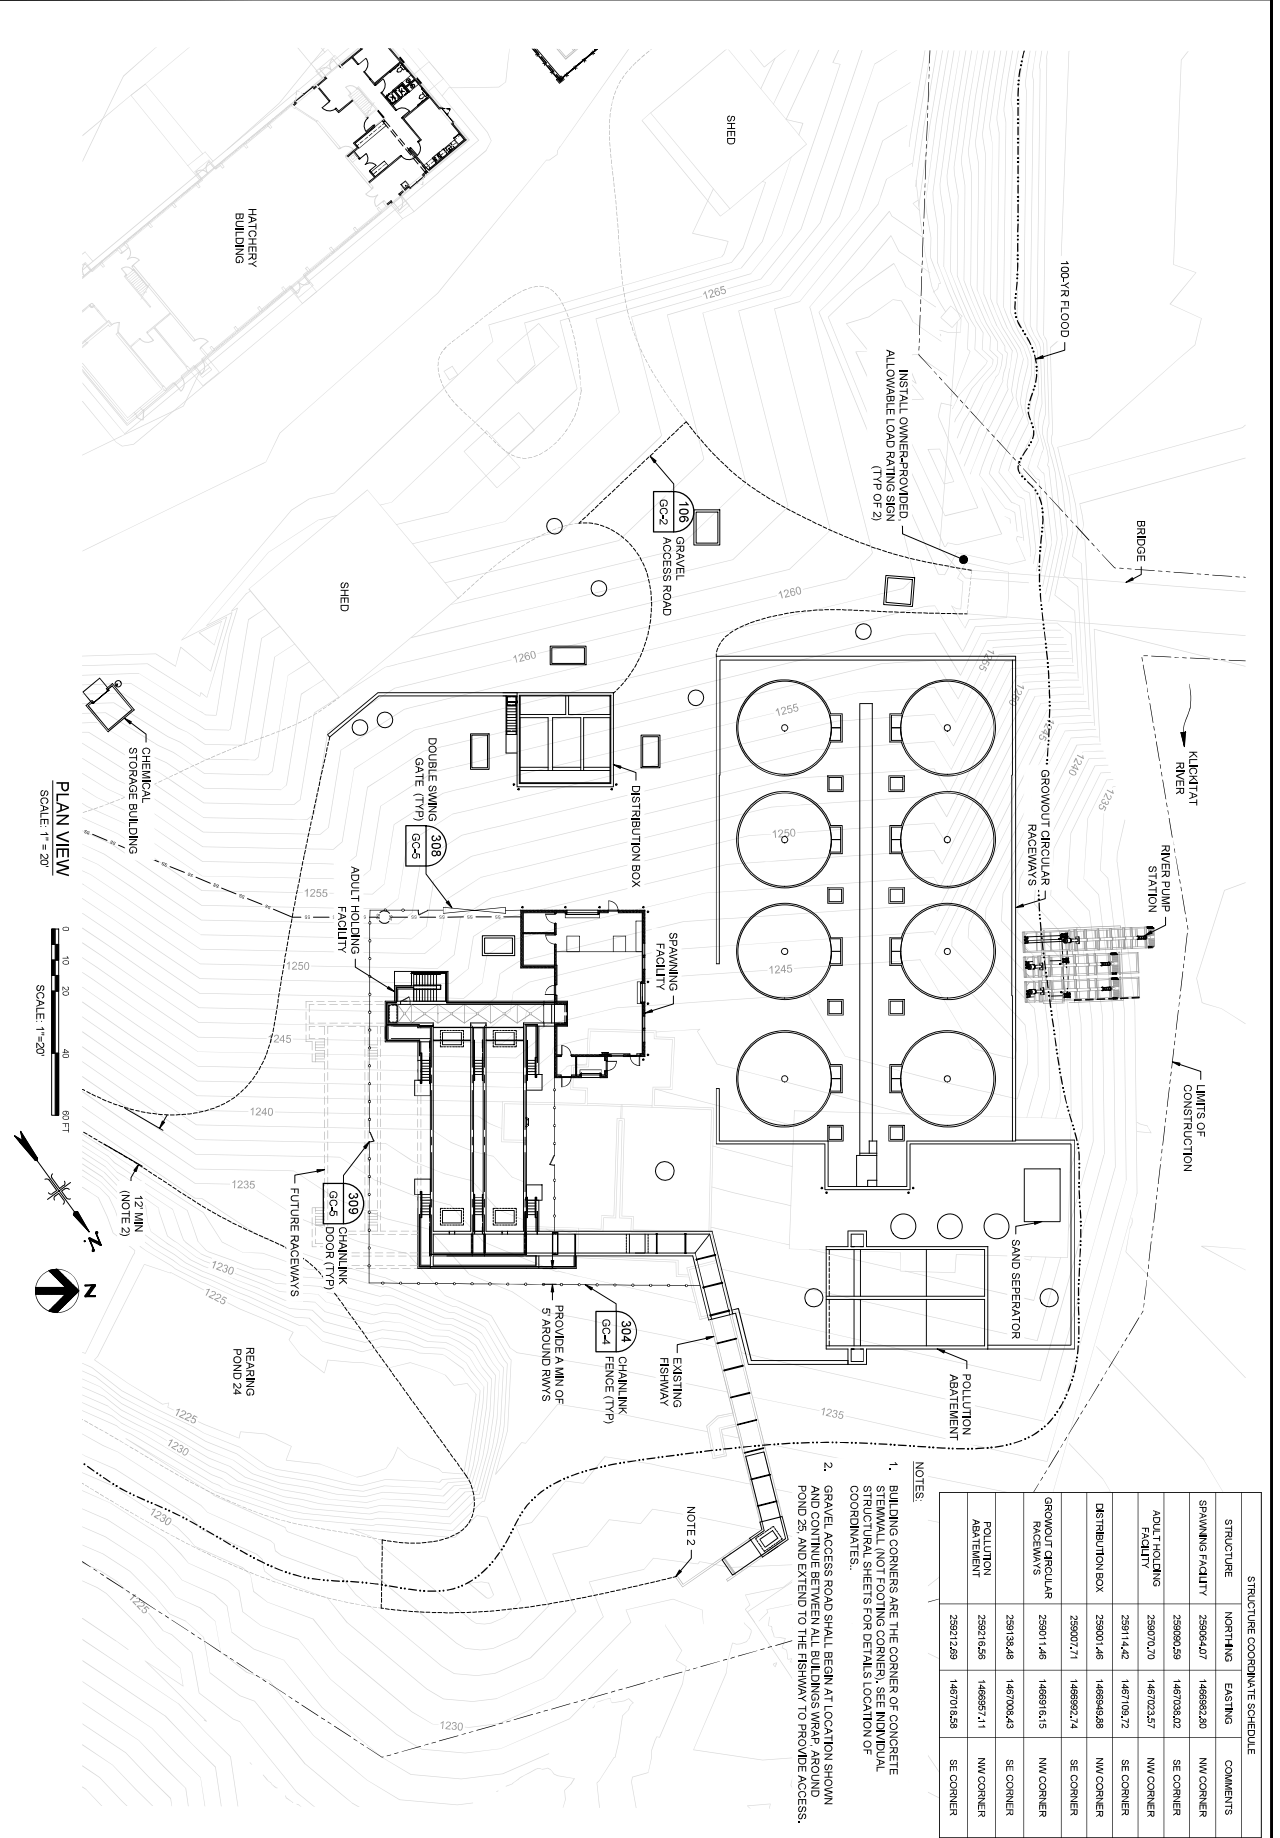 SHED
HATCHERY
BUILDING
1265
100-YR FLOOD
INSTALL OWNER-PROVIDED,
ALLOWABLE LOAD RATING SIGN
(TYP OF 2)
BRIDGE
106
GC-2
GRAVEL
ACCESS ROAD
SHED
1260
1260
1255
1250
1245
1240
1235
KLICKITAT
RIVER
CHEMICAL
STORAGE BUILDING
DOUBLE SWING
GATE (TYP)
308
GC-5
DISTRIBUTION BOX
1255
1250
1245
GROWOUT CIRCULAR
RACEWAYS
RIVER PUMP
STATION
LIMITS OF
CONSTRUCTION
ADULT HOLDING
FACILITY
SPAWNING
FACILITY
1255
1250
1245
1240
1235
1230
1225
309
GC-5
CHAINLINK
DOOR (TYP)
FUTURE RACEWAYS
12' MIN
(NOTE 2)
304
GC-4
CHAINLINK
FENCE (TYP)
PROVIDE A MIN OF
5' AROUND RWYS
EXISTING
FISHWAY
SAND SEPERATOR
POLLUTION
ABATEMENT
1235
REARING
POND 24
1225
1230
1230
1225
1230
NOTE 2
PLAN VIEW
SCALE: 1" = 20'
0 10 20 40 60 FT
SCALE: 1"=20'
N
N
NOTES:
1. BUILDING CORNERS ARE THE CORNER OF CONCRETE
STEMWALL (NOT FOOTING CORNER). SEE INDIVIDUAL
STRUCTURAL SHEETS FOR DETAILS LOCATION OF
COORDINATES..
2. GRAVEL ACCESS ROAD SHALL BEGIN AT LOCATION SHOWN
AND CONTINUE BETWEEN ALL BUILDINGS WRAP, AROUND
POND 25, AND EXTEND TO THE FISHWAY TO PROVIDE ACCESS.
STRUCTURE COORDINATE SCHEDULE
STRUCTURE NORTHING EASTING COMMENTS
SPAWNING FACILITY 259064.07 1466962.80 NW CORNER
259090.59 1467038.02 SE CORNER
ADULT HOLDING
FACILITY
259070.70 1467023.57 NW CORNER
259114.42 1467109.72 SE CORNER
DISTRIBUTION BOX 259001.46 1466949.88 NW CORNER
259007.71 1466992.74 SE CORNER
GROWOUT CIRCULAR
RACEWAYS
259011.46 1466916.15 NW CORNER
259138.48 1467008.43 SE CORNER
POLLUTION
ABATEMENT
259216.56 1466957.11 NW CORNER
259212.69 1467018.58 SE CORNER